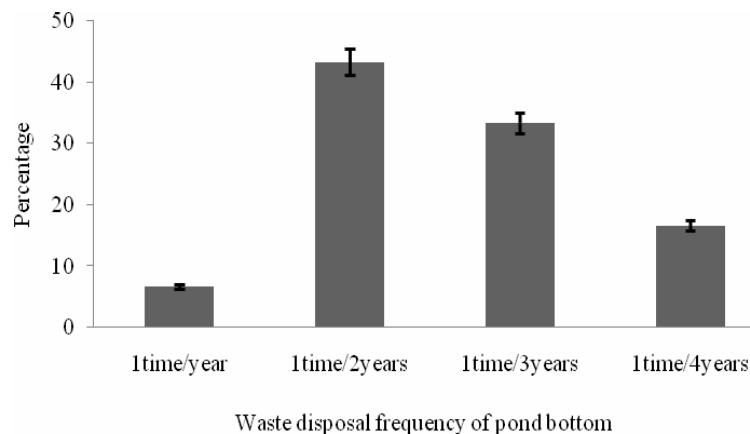 Percentage
50
40
30
20
10
0
1time/year 1time/2years 1time/3years 1time/4years
Waste disposal frequency of pond bottom